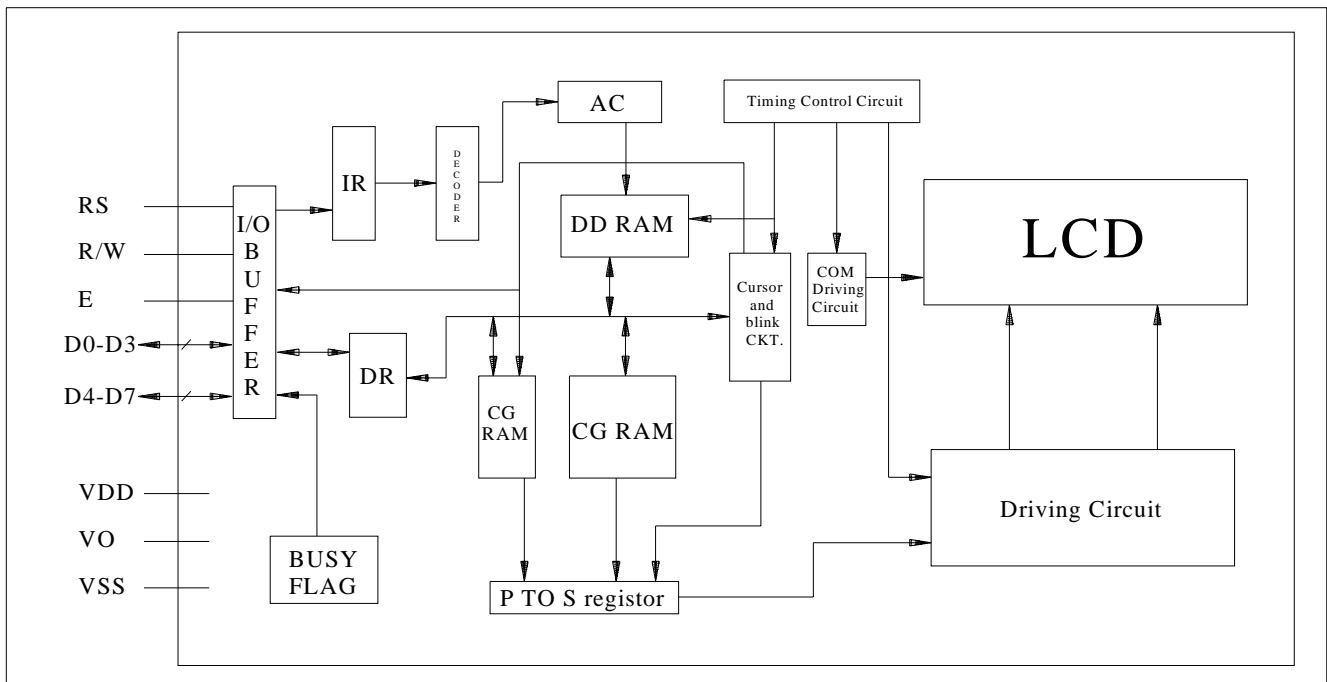 AC
Timing Control Circuit
IR
DECODER
RS
R/W
E
D0-D3
D4-D7
I/O
BUFFER
DD RAM
LCD
Cursor
and
blink
CKT.
COM
Driving
Circuit
DR
CG
RAM
CG RAM
VDD
VO
VSS
BUSY
FLAG
Driving Circuit
P TO S registor